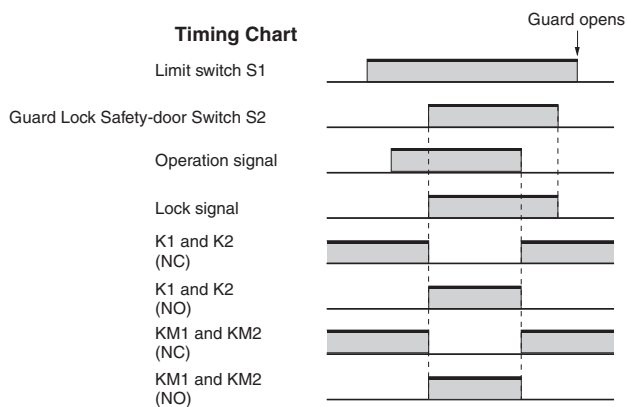 Guard opens
Timing Chart
Limit switch S1
Guard Lock Safety-door Switch S2
Operation signal
Lock signal
K1 and K2
(NC)
K1 and K2
(NO)
KM1 and KM2
(NC)
KM1 and KM2
(NO)